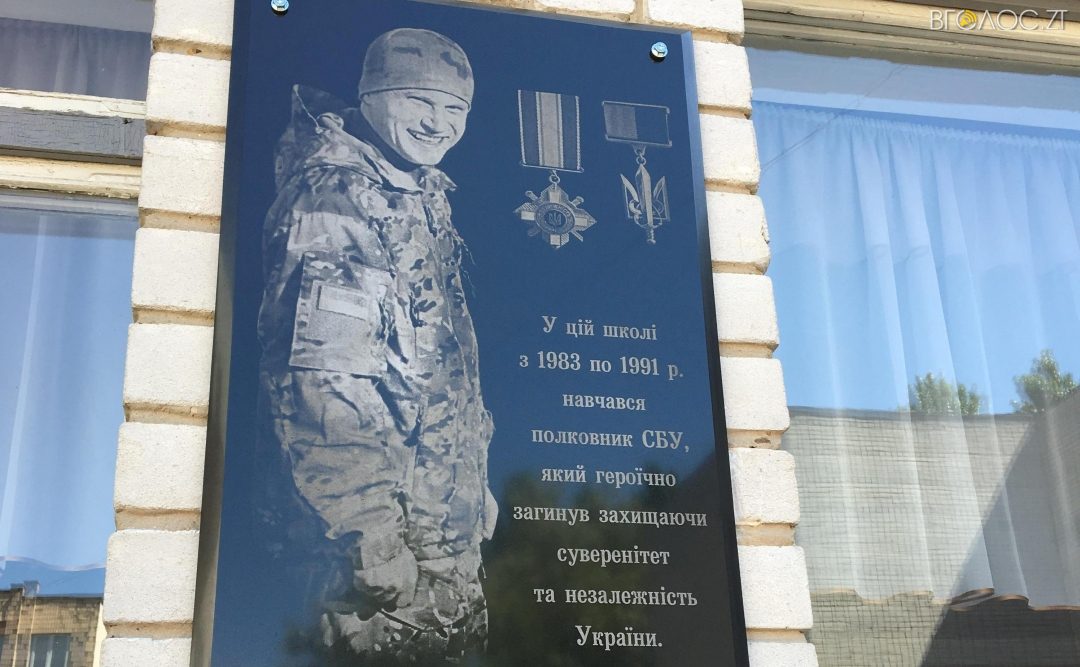 ВГОЛОС.ZT
У цій школі
з 1983 по 1991 р.
навчався
полковник СБУ,
який героїчно
загинув захищаючи
суверенітет
та незалежність
України.